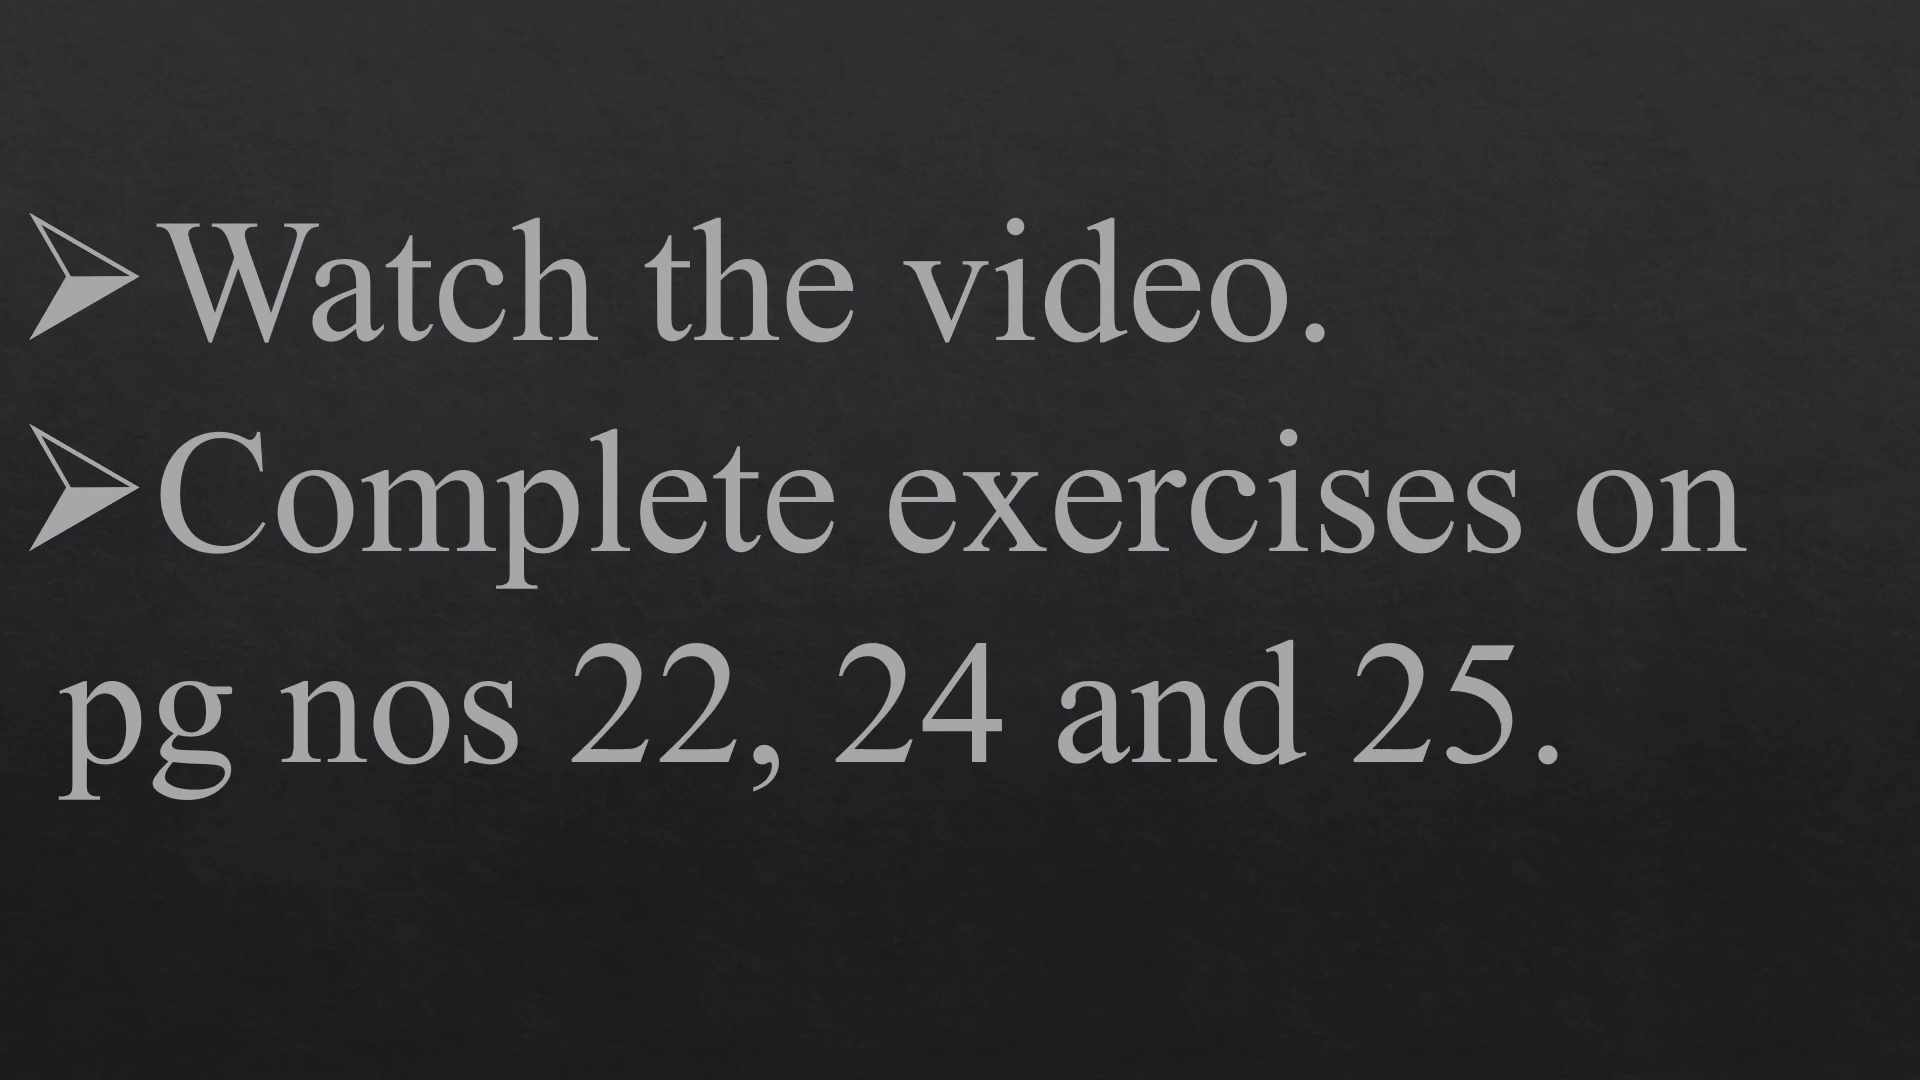 ➢Watch the video.
➢Complete exercises on
pg nos 22, 24 and 25.